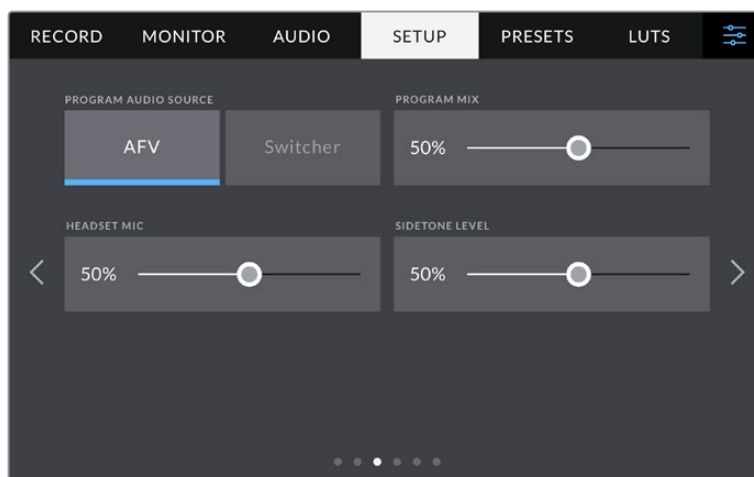 RECORD MONITOR AUDIO SETUP PRESETS LUTS
PROGRAM AUDIO SOURCE PROGRAM MIX
AFV Switcher 50%
HEADSET MIC SIDETONE LEVEL
50% 50%